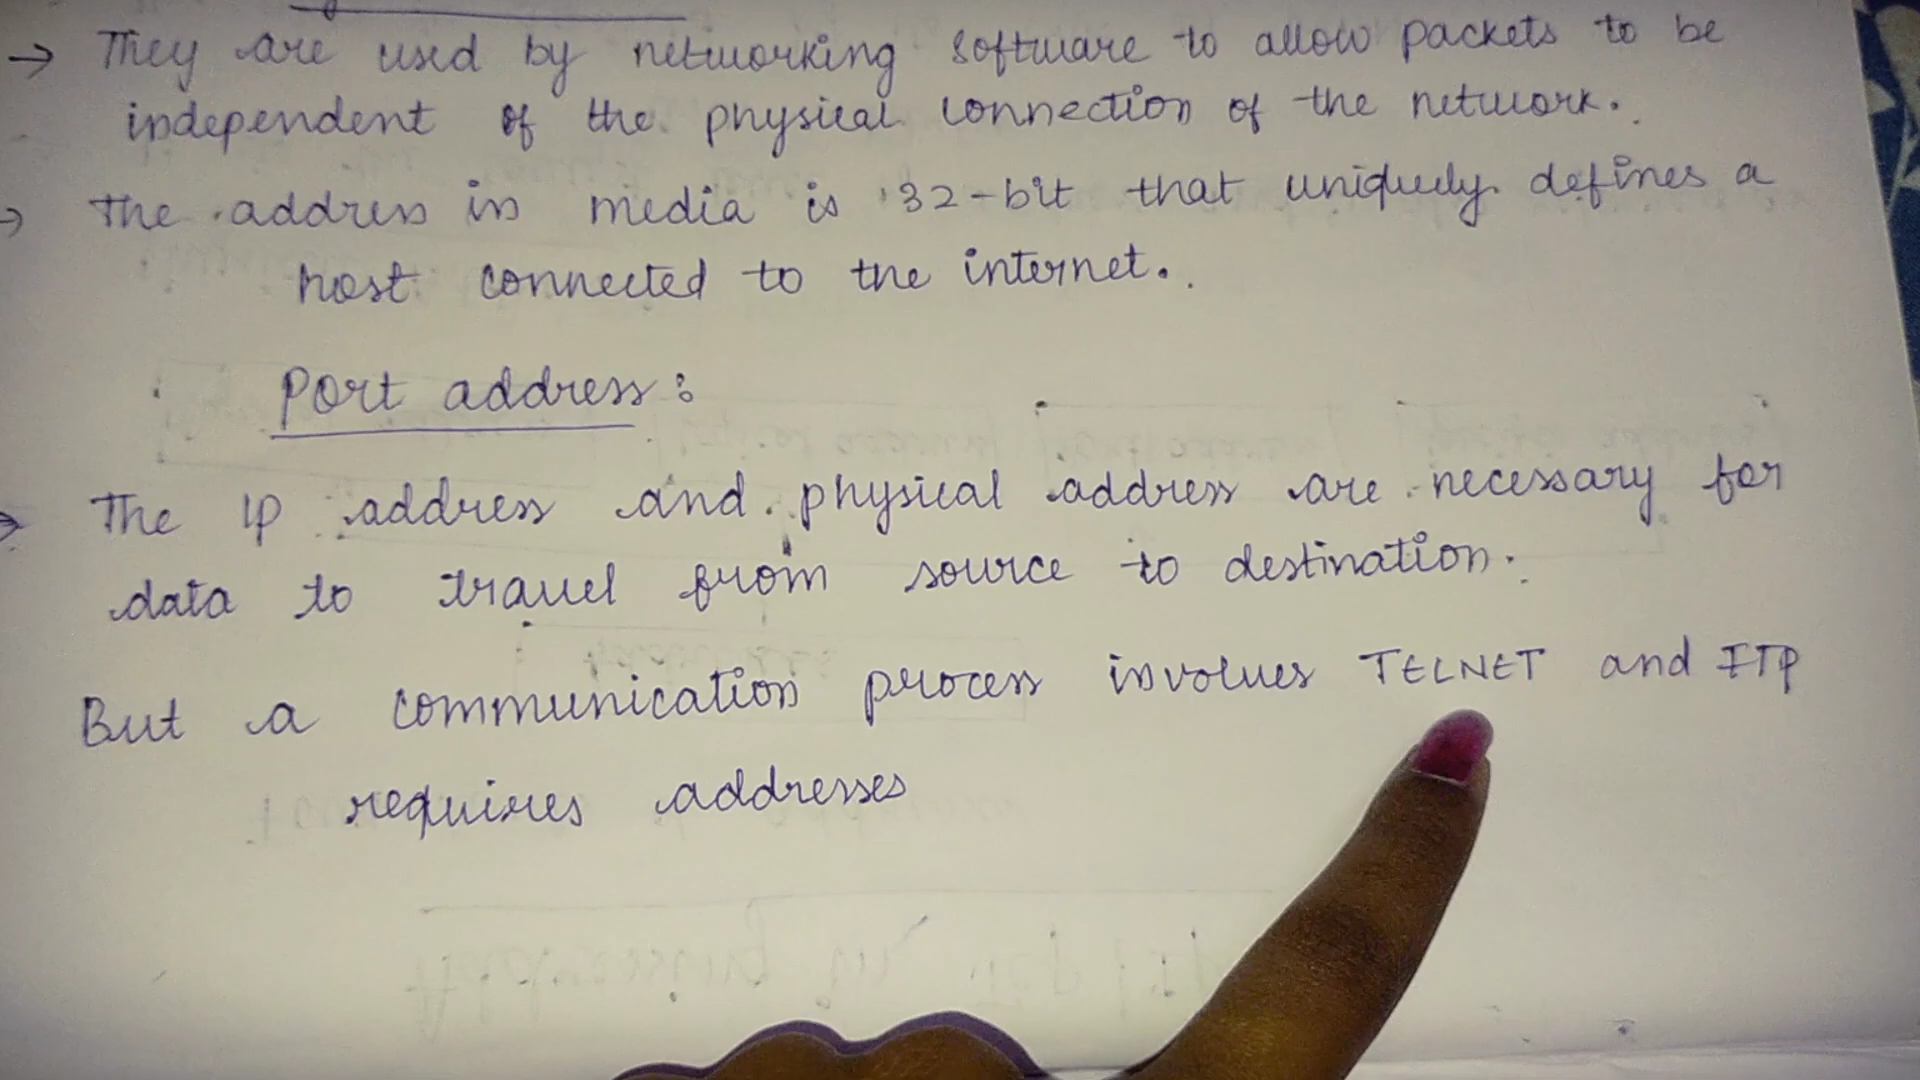 → They are used by networking software to allow packets to be
independent of the physical connection of the network.
→ The address in media is 32-bit that uniquely defines a
host connected to the internet.
Port address:
→ The IP address and physical address are necessary for
data to travel from source to destination.
But a communication process involves TELNET and FTP
requires addresses